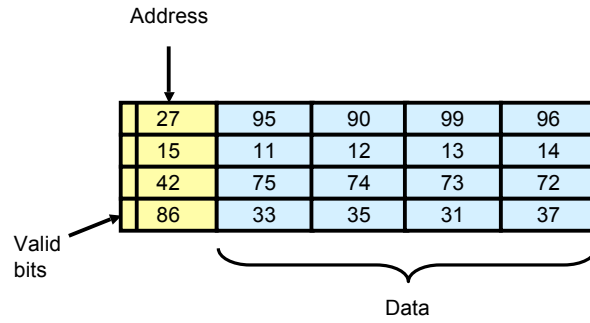 Address
27 95 90 99 96
15 11 12 13 14
42 75 74 73 72
86 33 35 31 37
Valid
bits
Data